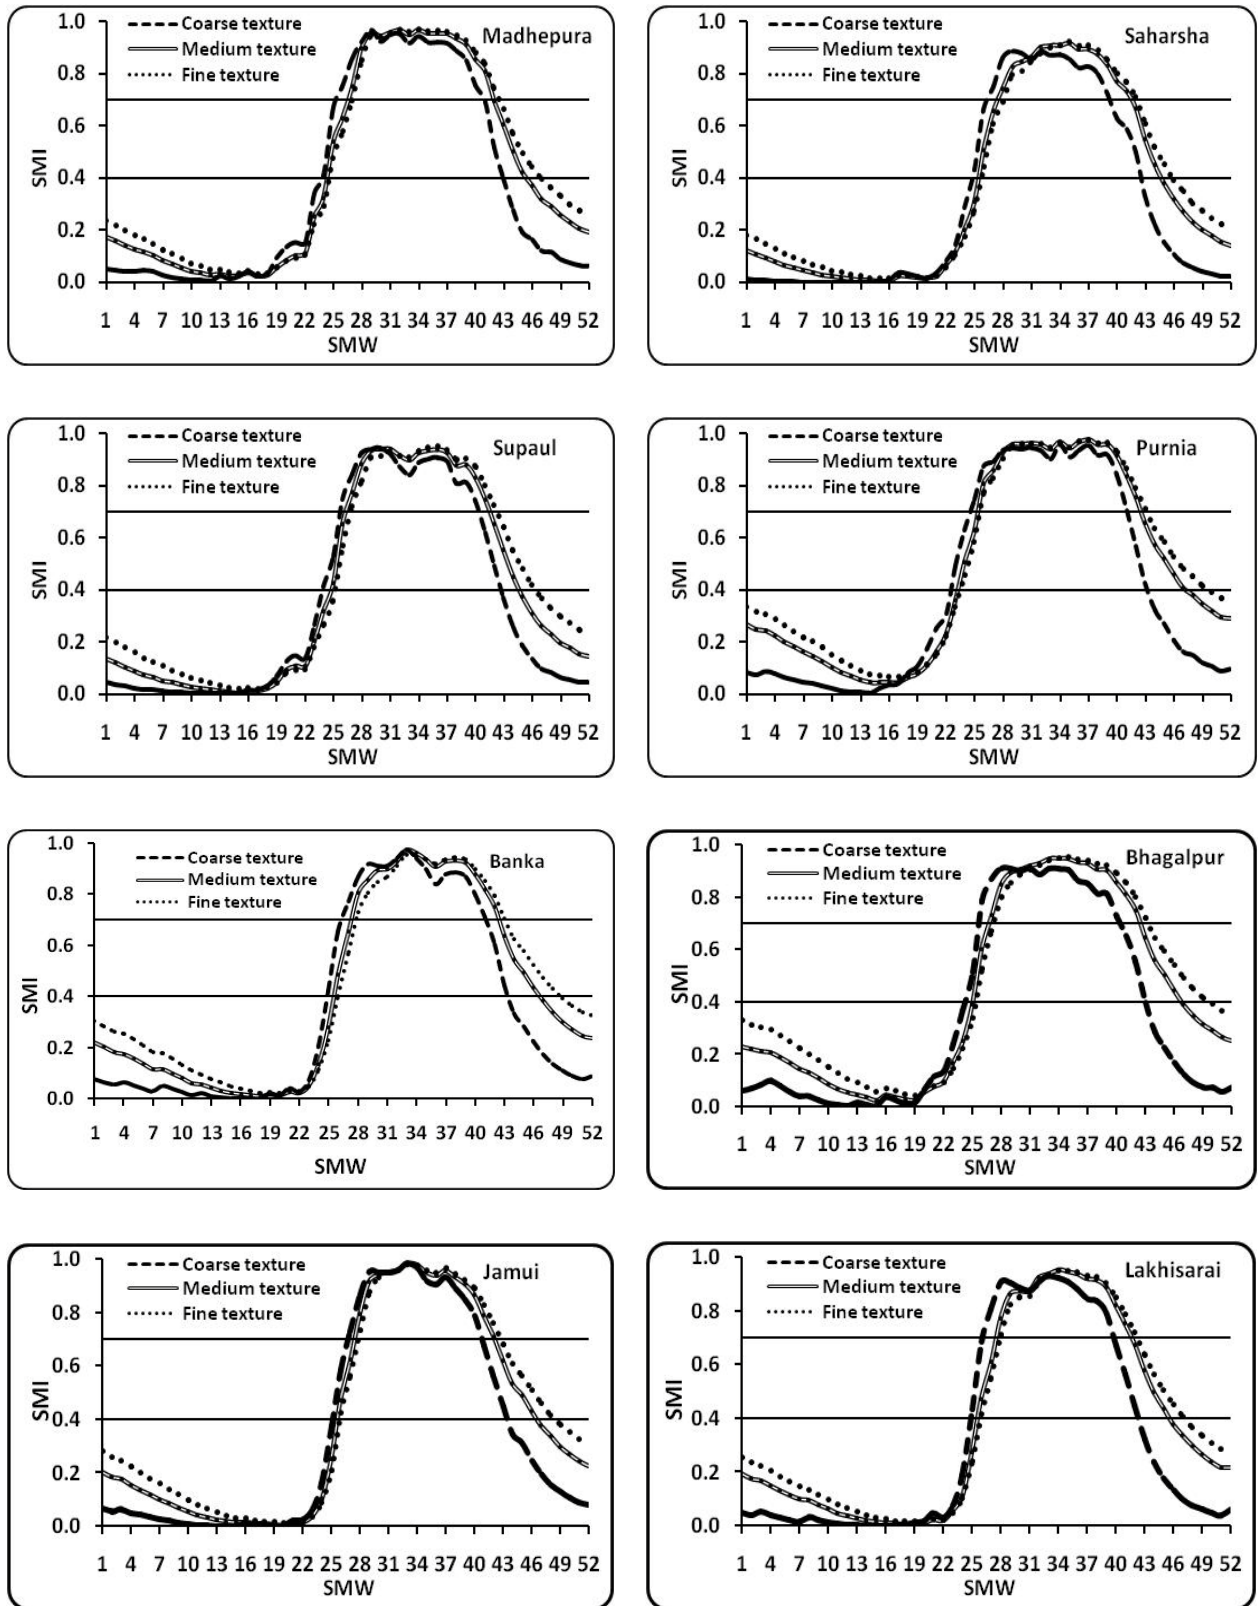 1.0
0.8
0.6
0.4
0.2
0.0
SMI
Coarse texture
Medium texture
Fine texture
Madhepura
1 4 7 10 13 16 19 22 25 28 31 34 37 40 43 46 49 52
SMW
1.0
0.8
0.6
0.4
0.2
0.0
SMI
Coarse texture
Medium texture
Fine texture
Saharsha
1 4 7 10 13 16 19 22 25 28 31 34 37 40 43 46 49 52
SMW
1.0
0.8
0.6
0.4
0.2
0.0
SMI
Coarse texture
Medium texture
Fine texture
Supaul
1 4 7 10 13 16 19 22 25 28 31 34 37 40 43 46 49 52
SMW
1.0
0.8
0.6
0.4
0.2
0.0
SMI
Coarse texture
Medium texture
Fine texture
Purnia
1 4 7 10 13 16 19 22 25 28 31 34 37 40 43 46 49 52
SMW
1.0
0.8
0.6
0.4
0.2
0.0
SMI
Coarse texture
Medium texture
Fine texture
Banka
1 4 7 10 13 16 19 22 25 28 31 34 37 40 43 46 49 52
SMW
1.0
0.8
0.6
0.4
0.2
0.0
SMI
Coarse texture
Medium texture
Fine texture
Bhagalpur
1 4 7 10 13 16 19 22 25 28 31 34 37 40 43 46 49 52
SMW
1.0
0.8
0.6
0.4
0.2
0.0
SMI
Coarse texture
Medium texture
Fine texture
Jamui
1 4 7 10 13 16 19 22 25 28 31 34 37 40 43 46 49 52
SMW
1.0
0.8
0.6
0.4
0.2
0.0
SMI
Coarse texture
Medium texture
Fine texture
Lakhisarai
1 4 7 10 13 16 19 22 25 28 31 34 37 40 43 46 49 52
SMW